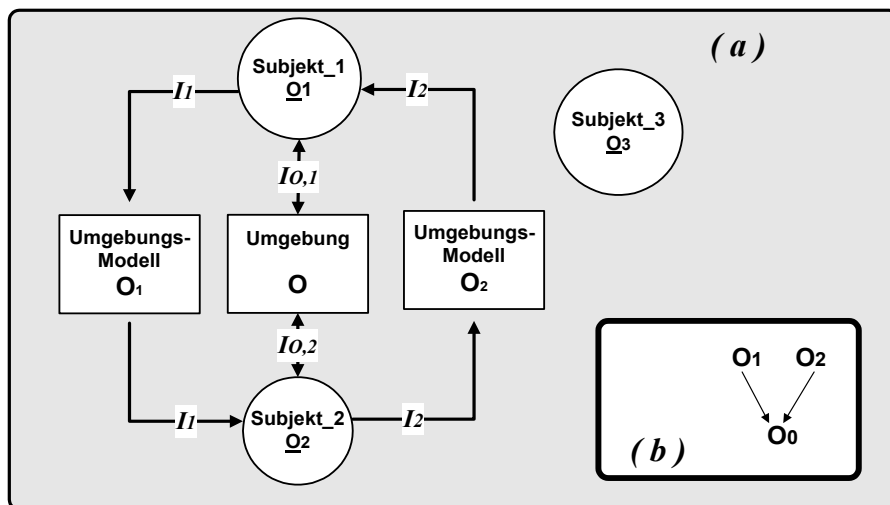 ( a )
Subjekt_1
O1
I1
I2
Subjekt_3
O3
IO,1
Umgebungs-
Modell
O1
Umgebung
O
Umgebungs-
Modell
O2
IO,2
I1
Subjekt_2
O2
I2
O1 O2
O0
( b )